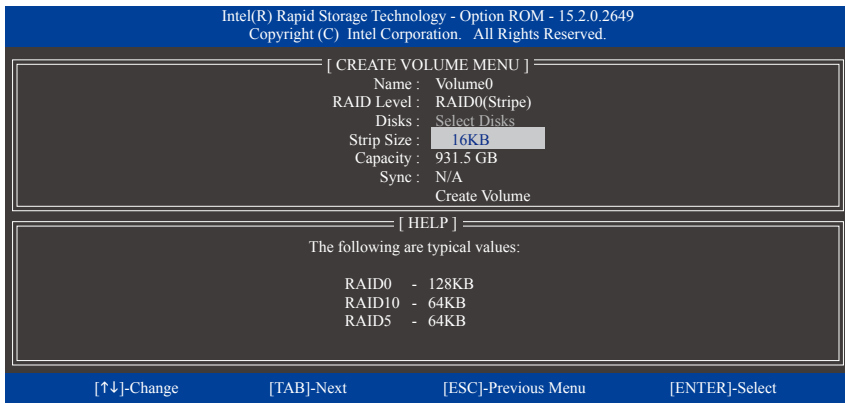 Intel(R) Rapid Storage Technology - Option ROM - 15.2.0.2649
Copyright (C) Intel Corporation. All Rights Reserved.
[ CREATE VOLUME MENU ]
Name : Volume0
RAID Level : RAID0(Stripe)
Disks : Select Disks
Strip Size : 16KB
Capacity : 931.5 GB
Sync : N/A
Create Volume
[ HELP ]
The following are typical values:
RAID0 - 128KB
RAID10 - 64KB
RAID5 - 64KB
[↑↓]-Change [TAB]-Next [ESC]-Previous Menu [ENTER]-Select